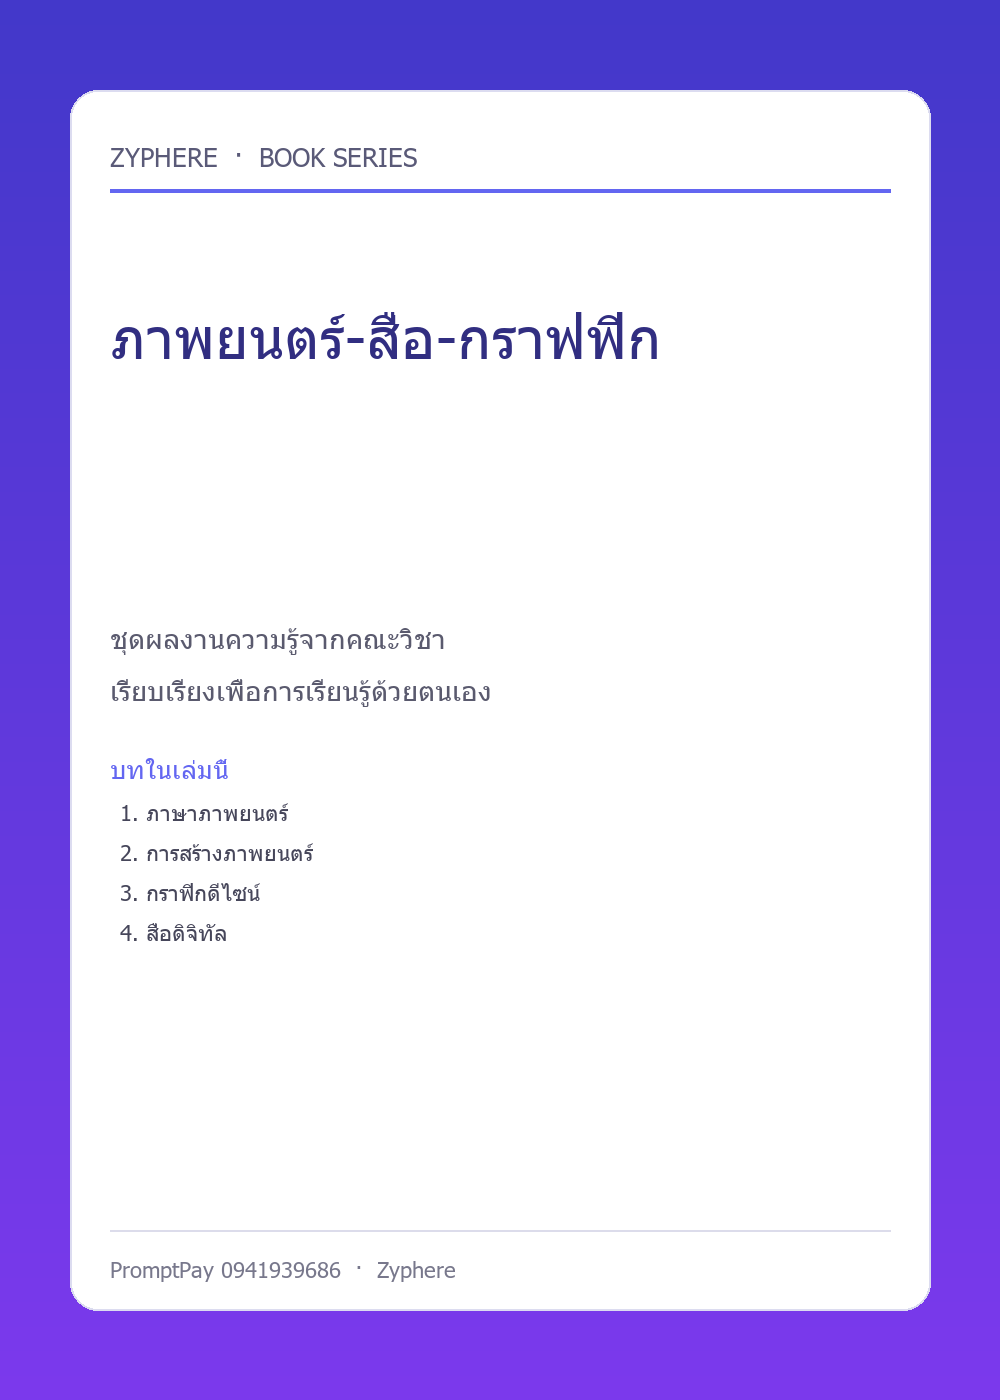 ZYPHERE · BOOK SERIES
ภาพยนตร์-สื่อ-กราฟฟิก
ชุดผลงานความรู้จากคณะวิชา
เรียบเรียงเพื่อการเรียนรู้ด้วยตนเอง
บทในเล่มนี้
1. ภาษาภาพยนตร์
2. การสร้างภาพยนตร์
3. กราฟิกดีไซน์
4. สื่อดิจิทัล
PromptPay 0941939686 · Zyphere